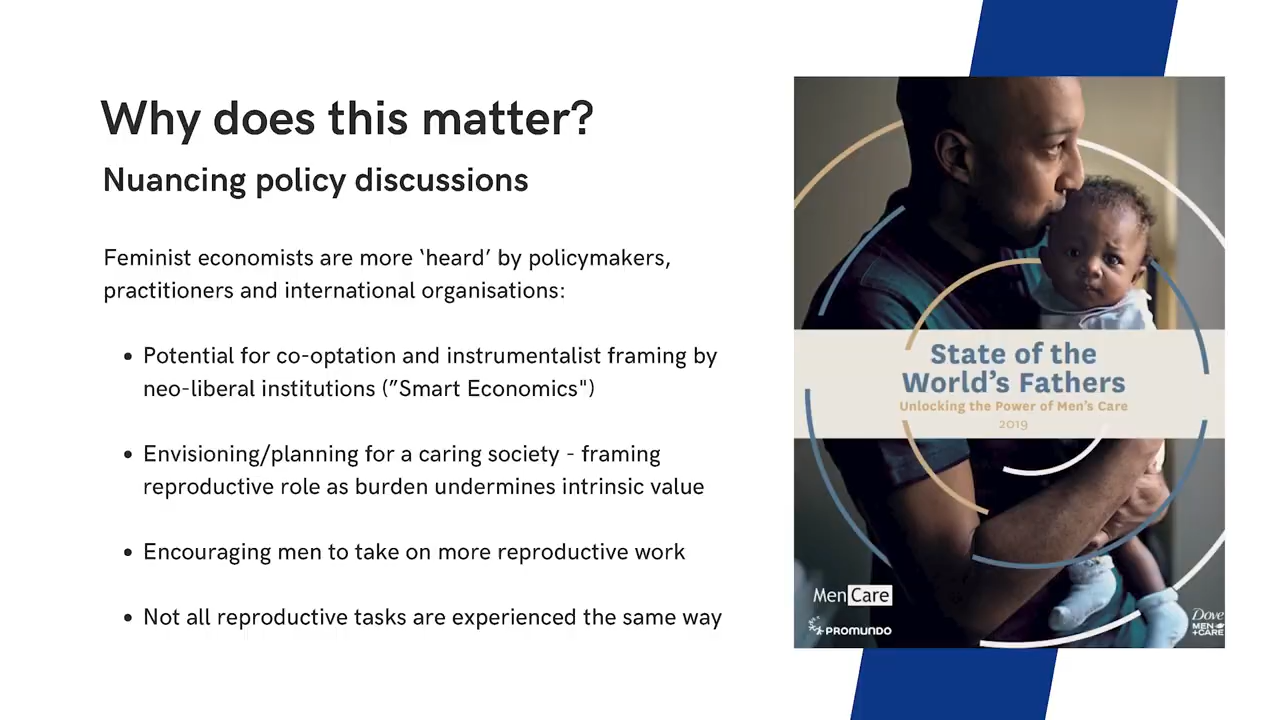 Why does this matter?
Nuancing policy discussions
Feminist economists are more ‘heard’ by policymakers,
practitioners and international organisations:
• Potential for co-optation and instrumentalist framing by
neo-liberal institutions (”Smart Economics")
• Envisioning/planning for a caring society - framing
reproductive role as burden undermines intrinsic value
• Encouraging men to take on more reproductive work
• Not all reproductive tasks are experienced the same way
State of the
World’s Fathers
Unlocking the Power of Men’s Care
2019
MenCare
PROMUNDO
Dove
MEN
+CARE